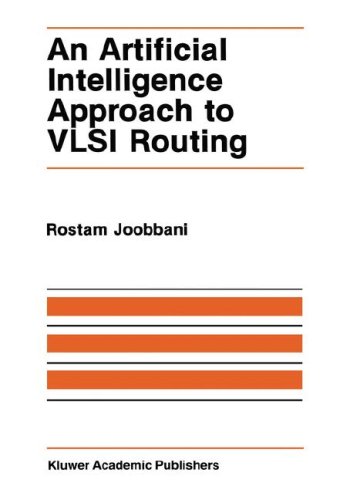 An Artificial
Intelligence
Approach to
VLSI Routing
Rostam Joobbani
Kluwer Academic Publishers